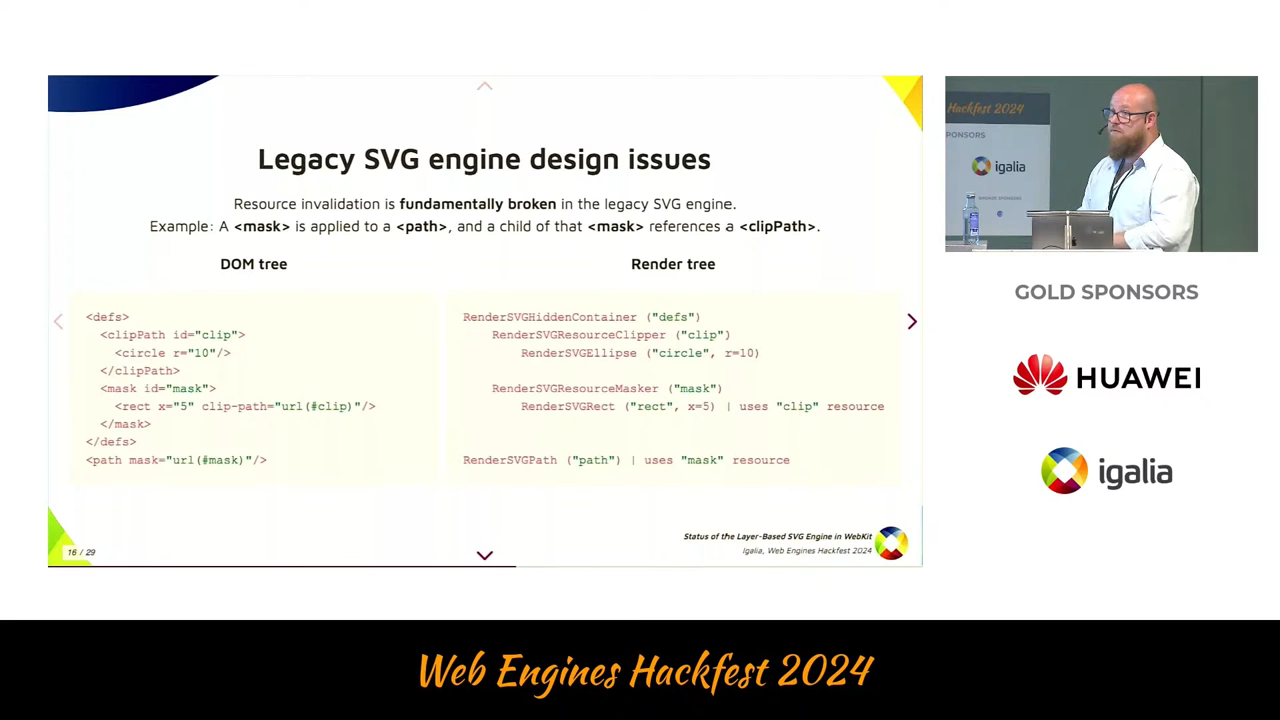 Legacy SVG engine design issues
Resource invalidation is fundamentally broken in the legacy SVG engine.
Example: A <mask> is applied to a <path>, and a child of that <mask> references a <clipPath>.
DOM tree
<defs>
<clipPath id="clip">
<circle r="10"/>
</clipPath>
<mask id="mask">
<rect x="5" clip-path="url(#clip)"/>
</mask>
</defs>
<path mask="url(#mask)"/>
Render tree
RenderSVGHiddenContainer ("defs")
RenderSVGResourceClipper ("clip")
RenderSVGEllipse ("circle", r=10)
RenderSVGResourceMasker ("mask")
RenderSVGRect ("rect", x=5) | uses "clip" resource
RenderSVGPath ("path") | uses "mask" resource
16 / 29
Status of the Layer-Based SVG Engine in WebKit
Igalia, Web Engines Hackfest 2024
Hackfest 2024
SPONSORS
igalia
GOLD SPONSORS
HUAWEI
igalia
Web Engines Hackfest 2024